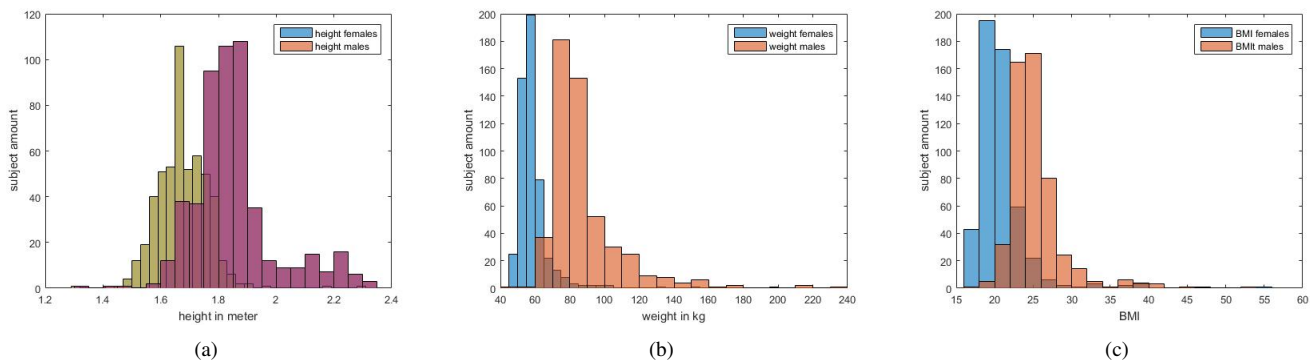 120
100
80
60
40
20
0
subject amount
1.2 1.4 1.6 1.8 2 2.2 2.4
height in meter
height females
height males
(a)
200
180
160
140
120
100
80
60
40
20
0
subject amount
40 60 80 100 120 140 160 180 200 220 240
weight in kg
weight females
weight males
(b)
200
180
160
140
120
100
80
60
40
20
0
subject amount
15 20 25 30 35 40 45 50 55 60
BMI
BMI females
BMIt males
(c)